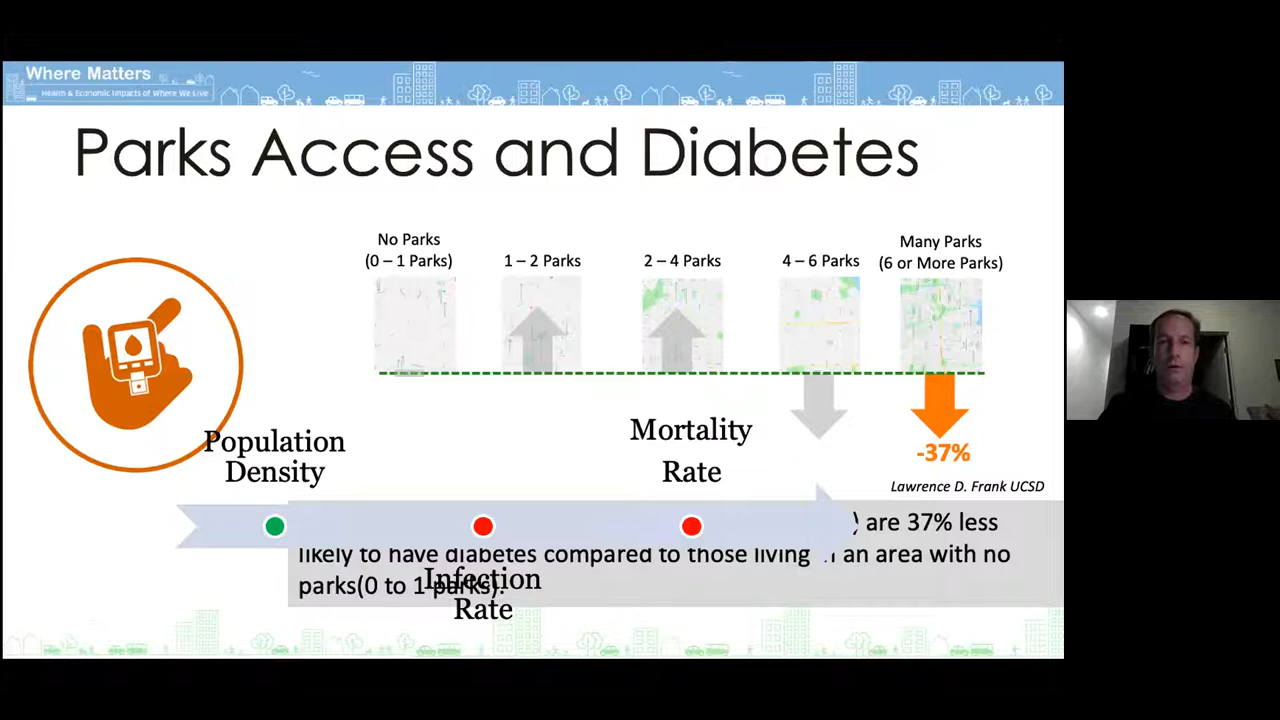 Where Matters
Health & Economic Impacts of Where We Live
Parks Access and Diabetes
No Parks
(0 – 1 Parks)
1 – 2 Parks
2 – 4 Parks
4 – 6 Parks
Many Parks
(6 or More Parks)
-37%
Lawrence D. Frank UCSD
Population
Density
Mortality
Rate
) are 37% less
likely to have diabetes compared to those living in an area with no
parks(0 to 1 parks).
Infection
Rate